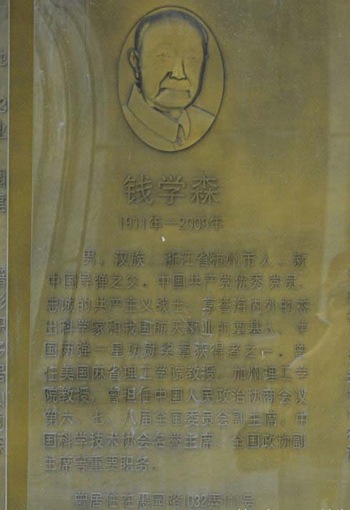 钱学森
1911年—2009年
男，汉族，浙江省杭州市人，新
中国导弹之父，中国共产党优秀党员，
忠诚的共产主义战士，享誉海内外的杰
出科学家和我国航天事业的奠基人，中
国两弹一星功勋奖章获得者之一。曾
任美国麻省理工学院教授、加州理工学
院教授，曾担任中国人民政治协商会议
第六、七、八届全国委员会副主席、中
国科学技术协会名誉主席、全国政协副
主席等重要职务。
曾居住在 1032